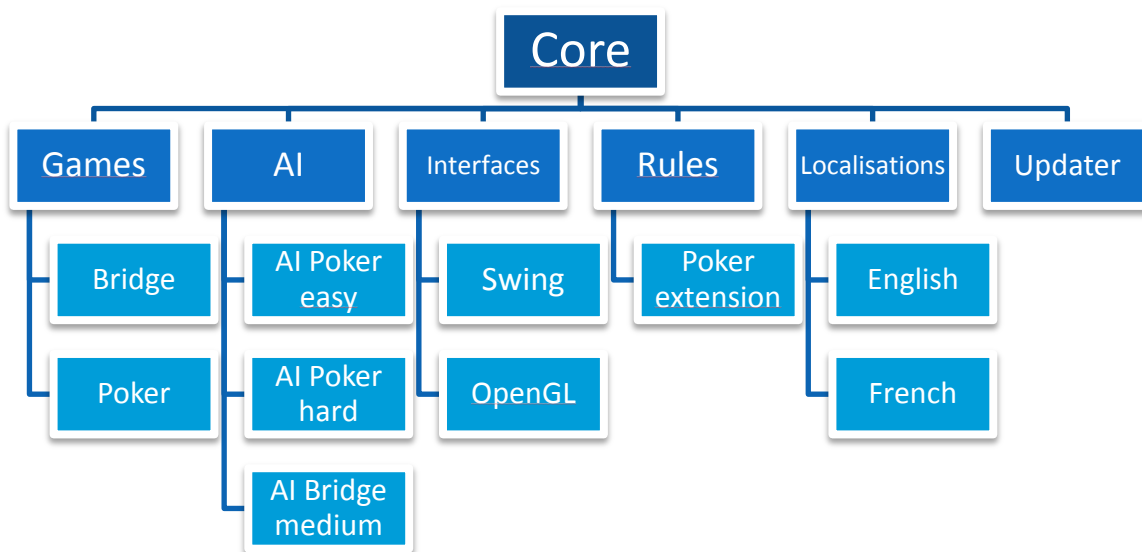 Core
Games
AI
Interfaces
Rules
Localisations
Updater
Bridge
AI Poker
easy
Swing
Poker
extension
English
Poker
AI Poker
hard
OpenGL
French
AI Bridge
medium